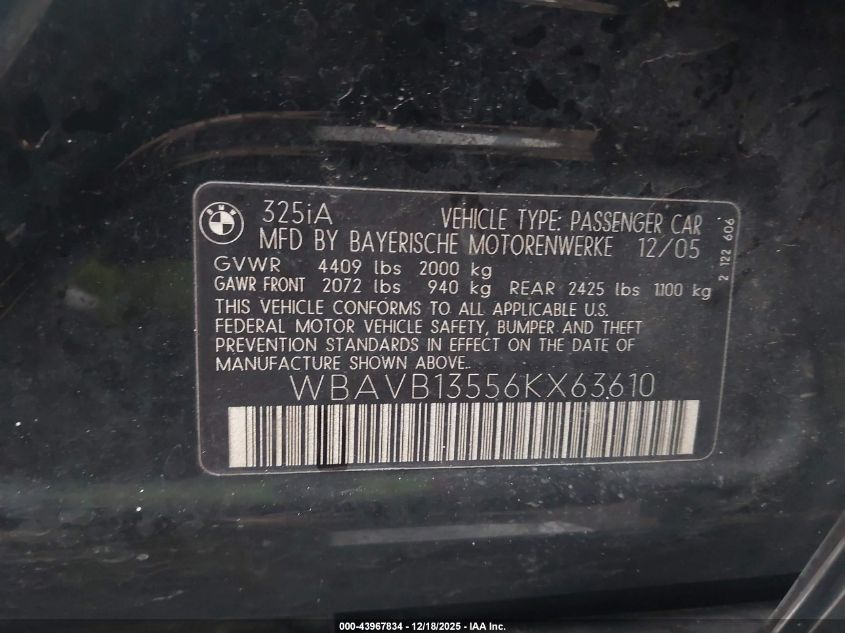 BMW
325iA VEHICLE TYPE: PASSENGER CAR
MFD BY BAYERISCHE MOTORENWERKE 12/05
GVWR 4409 lbs 2000 kg
GAWR FRONT 2072 lbs 940 kg REAR 2425 lbs 1100 kg
THIS VEHICLE CONFORMS TO ALL APPLICABLE U.S.
FEDERAL MOTOR VEHICLE SAFETY, BUMPER AND THEFT
PREVENTION STANDARDS IN EFFECT ON THE DATE OF
MANUFACTURE SHOWN ABOVE.
WBAVB13556KX63610
2 122 606
000-43967834 - 12/18/2025 - IAA Inc.